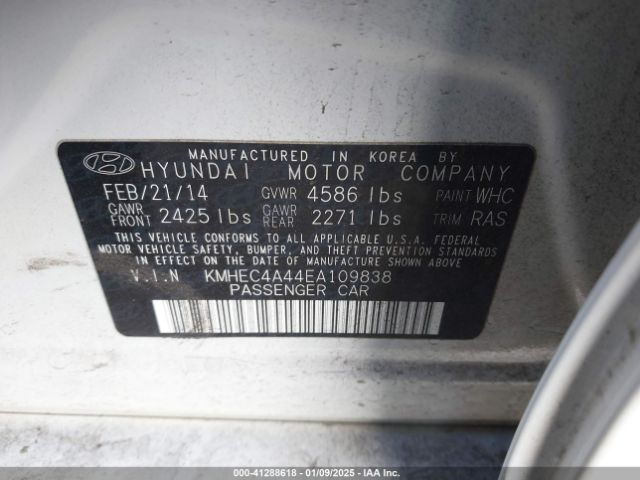 MANUFACTURED IN KOREA BY
HYUNDAI MOTOR COMPANY
FEB/21/14 GVWR 4586 lbs PAINT WHC
GAWR FRONT 2425 lbs GAWR REAR 2271 lbs TRIM RAS
THIS VEHICLE CONFORMS TO ALL APPLICABLE U.S.A. FEDERAL
MOTOR VEHICLE SAFETY, BUMPER, AND THEFT PREVENTION STANDARDS
IN EFFECT ON THE DATE OF MANUFACTURE SHOWN ABOVE.
V.I.N KMHEC4A44EA109838
PASSENGER CAR
000-41288618 - 01/09/2025 - IAA Inc.